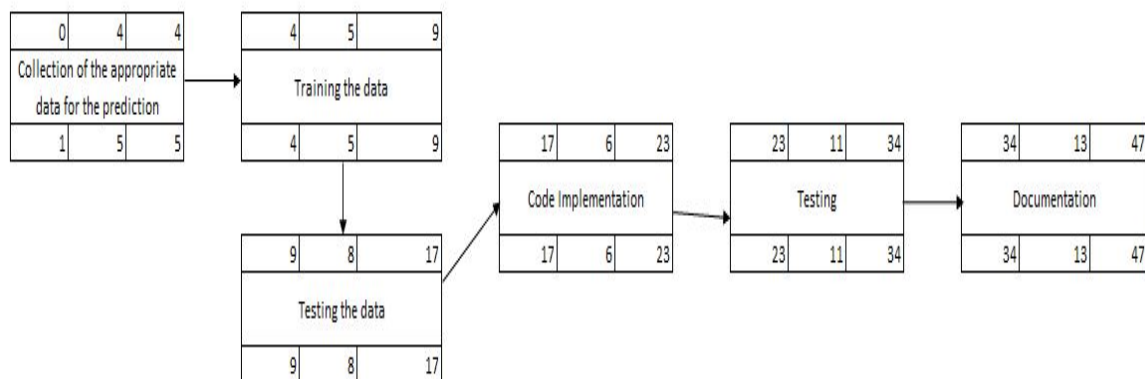 0 4 4
Collection of the appropriate
data for the prediction
1 5 5
4 5 9
Training the data
4 5 9
9 8 17
Testing the data
9 8 17
17 6 23
Code Implementation
17 6 23
23 11 34
Testing
23 11 34
34 13 47
Documentation
34 13 47